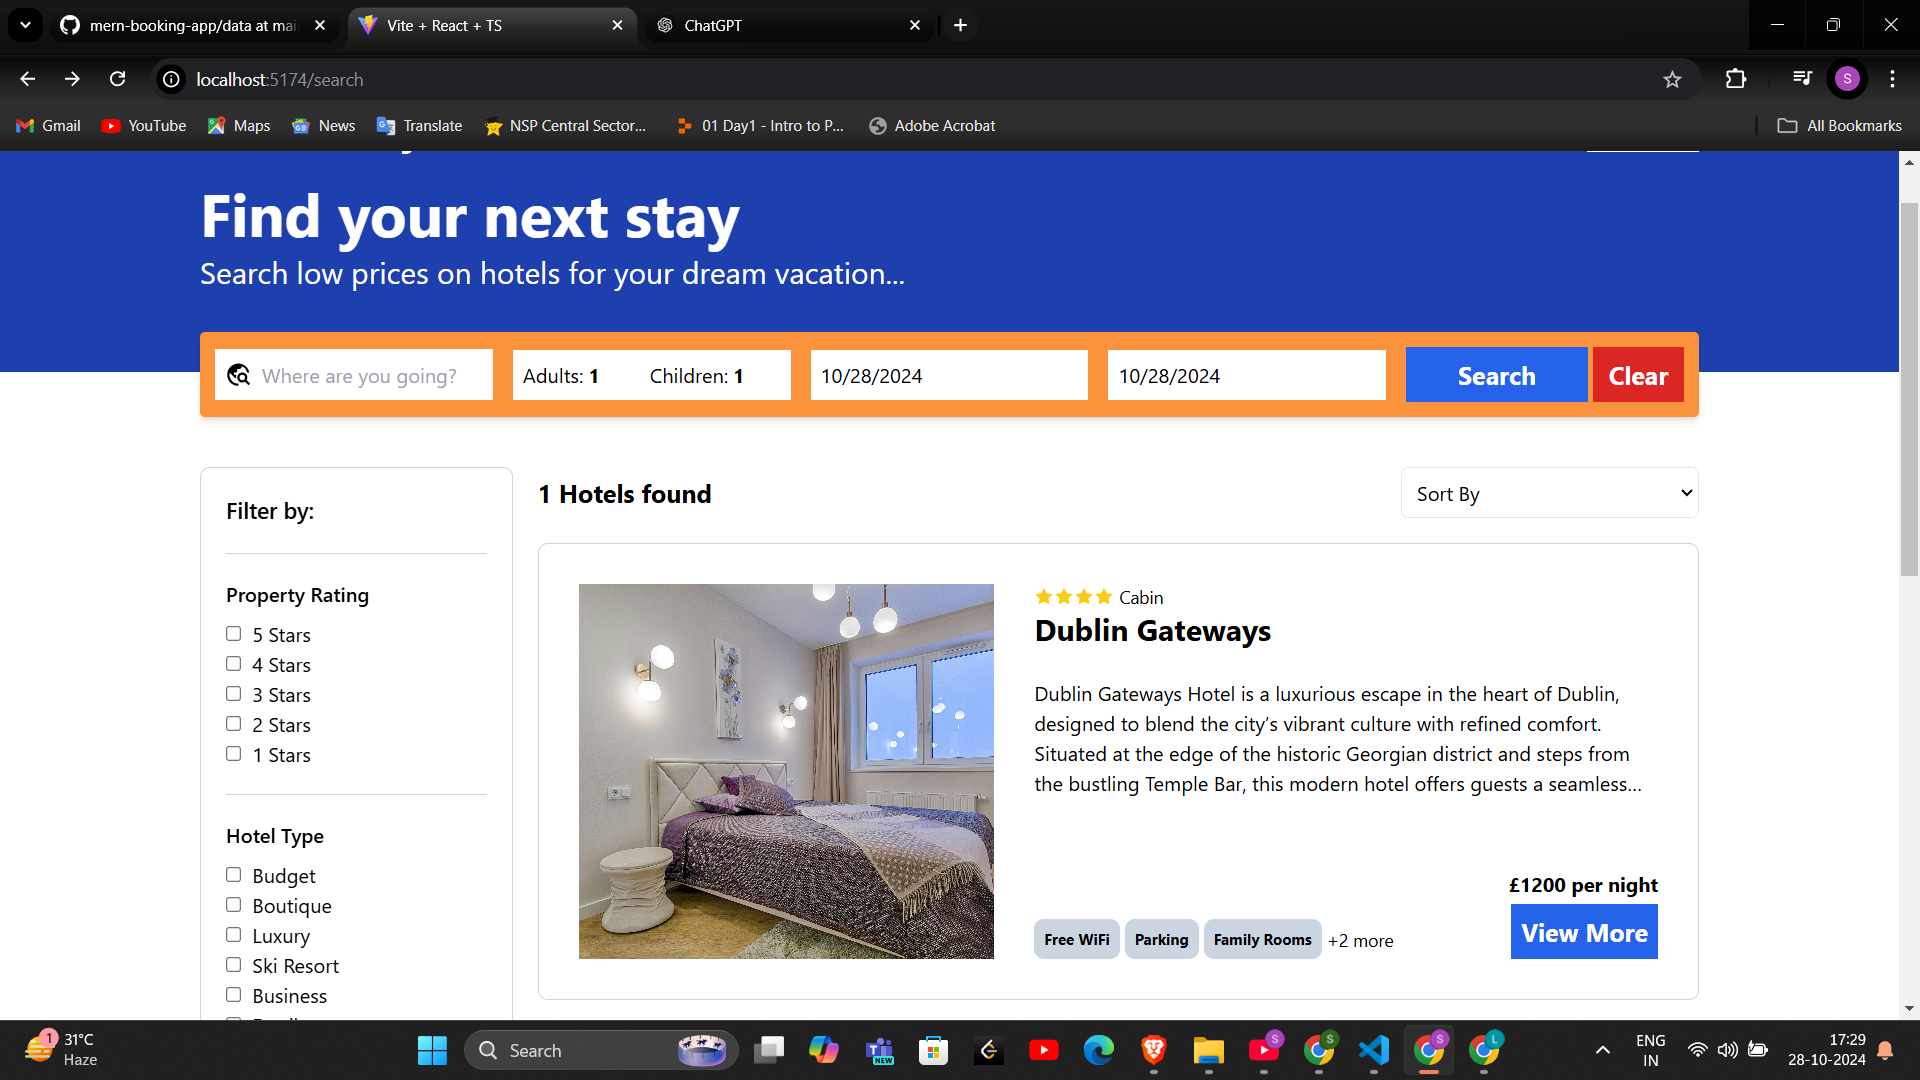 mern-booking-app/data at mai
Vite + React + TS
ChatGPT
localhost:5174/search
S
Gmail
YouTube
Maps
News
Translate
NSP Central Sector...
01 Day1 - Intro to P...
Adobe Acrobat
All Bookmarks
Find your next stay
Search low prices on hotels for your dream vacation...
Where are you going?
Adults: 1
Children: 1
10/28/2024
10/28/2024
Search
Clear
Filter by:
Property Rating
5 Stars
4 Stars
3 Stars
2 Stars
1 Stars
Hotel Type
Budget
Boutique
Luxury
Ski Resort
Business
1 Hotels found
Sort By
Cabin
Dublin Gateways
Dublin Gateways Hotel is a luxurious escape in the heart of Dublin,
designed to blend the city’s vibrant culture with refined comfort.
Situated at the edge of the historic Georgian district and steps from
the bustling Temple Bar, this modern hotel offers guests a seamless...
£1200 per night
Free WiFi
Parking
Family Rooms
+2 more
View More
1
31°C
Haze
Search
NEW
S
S
S
L
ENG
IN
17:29
28-10-2024